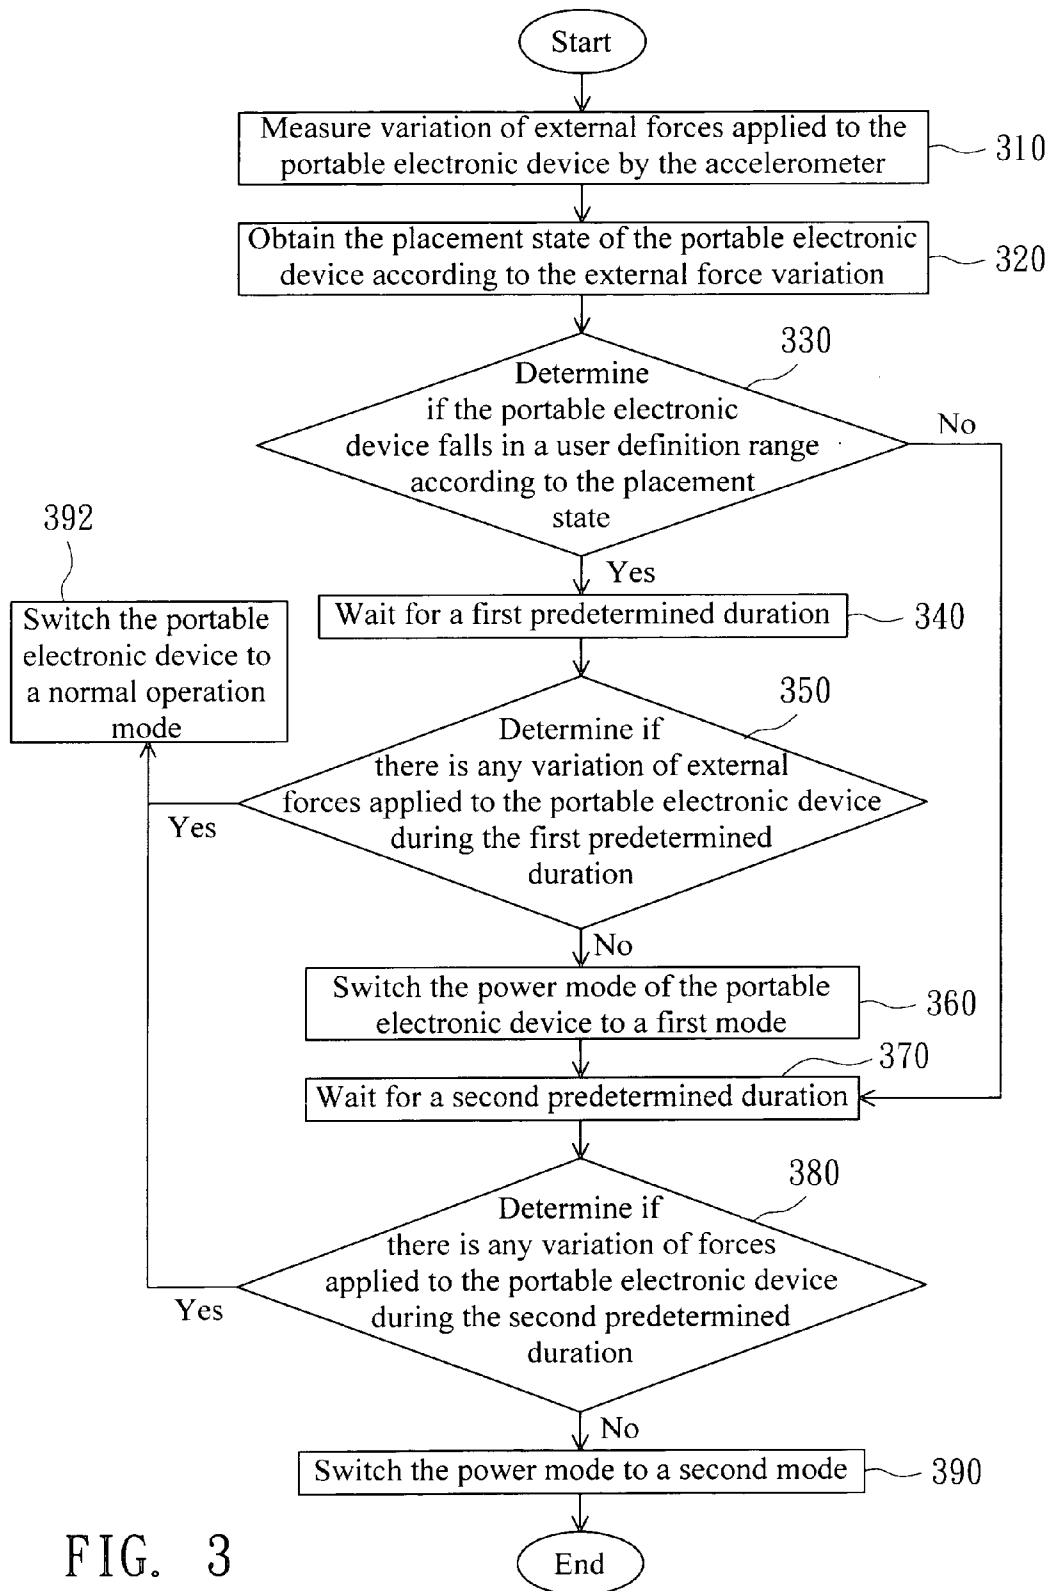 Start
Measure variation of external forces applied to the
portable electronic device by the accelerometer
310
Obtain the placement state of the portable electronic
device according to the external force variation
320
330
Determine
if the portable electronic
device falls in a user definition range
according to the placement
state
No
Yes
392
Switch the portable
electronic device to
a normal operation
mode
Wait for a first predetermined duration
340
350
Determine if
there is any variation of external
forces applied to the portable electronic device
during the first predetermined
duration
Yes
No
Switch the power mode of the portable
electronic device to a first mode
360
370
Wait for a second predetermined duration
380
Determine if
there is any variation of forces
applied to the portable electronic device
during the second predetermined
duration
Yes
No
Switch the power mode to a second mode
390
End
FIG. 3